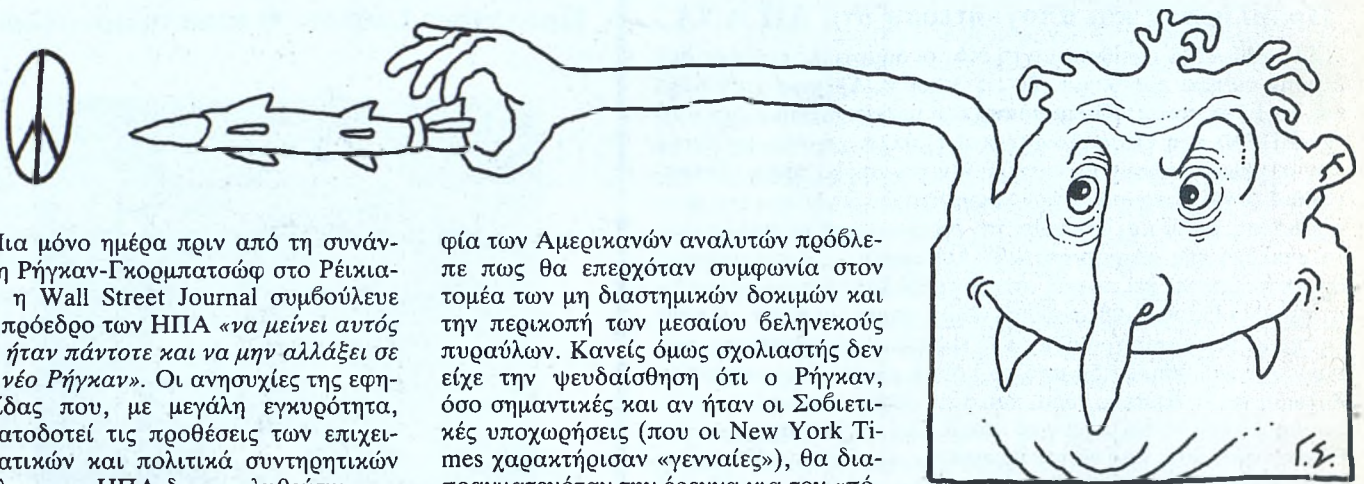 Μια μόνο ημέρα πριν από τη συνάν-
η Ρήγκαν-Γκορμπατσώφ στο Ρέικια-
η Wall Street Journal συμβούλευε
πρόεδρο των ΗΠΑ «να μείνει αυτός
ήταν πάντοτε και να μην αλλάξει σε
νέο Ρήγκαν». Οι ανησυχίες της εφη-
ίδας που, με μεγάλη εγκυρότητα,
ατοδοτεί τις προθέσεις των επιχει-
ατικών και πολιτικά συντηρητικών
φία των Αμερικανών αναλυτών πρόβλε-
πε πως θα επερχόταν συμφωνία στον
τομέα των μη διαστημικών δοκιμών και
την περικοπή των μεσαίου βεληνεκούς
πυραύλων. Κανείς όμως σχολιαστής δεν
είχε την ψευδαίσθηση ότι ο Ρήγκαν,
όσο σημαντικές και αν ήταν οι Σοβιετι-
κές υποχωρήσεις (που οι New York Ti-
mes χαρακτήρισαν «γενναίες»), θα δια-
Γ.Σ.